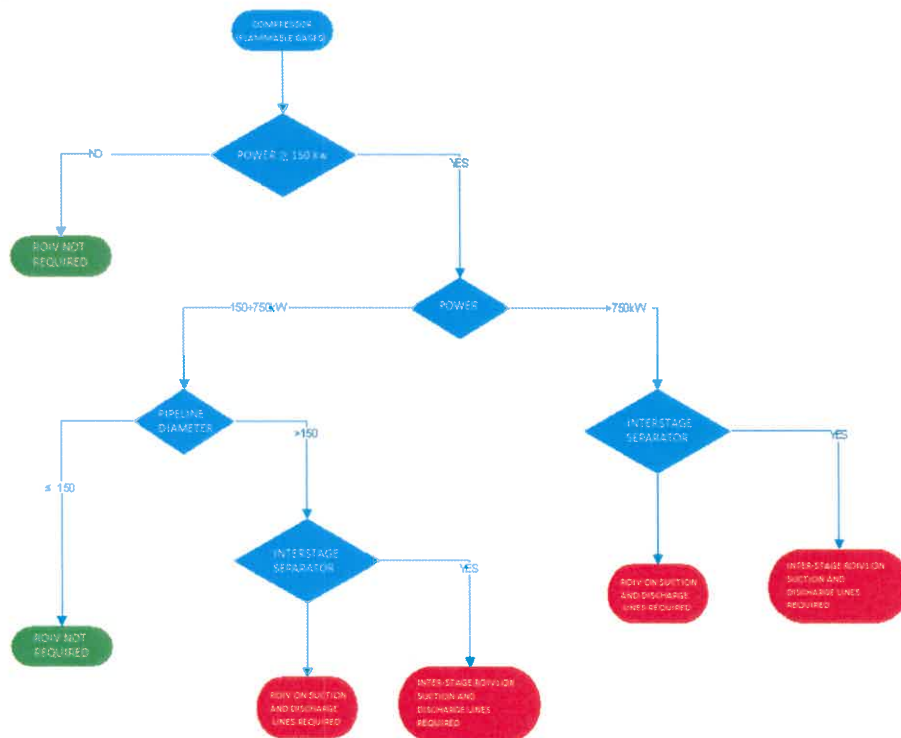 COMPRESSOR
(FLAMMABLE GASES)
POWER ≥ 150 Kw
NO
YES
ROIV NOT
REQUIRED
POWER
150÷750kW
>750kW
PIPELINE
DIAMETER
>150
≤ 150
INTERSTAGE
SEPARATOR
YES
INTERSTAGE
SEPARATOR
YES
ROIV ON SUCTION
AND DISCHARGE
LINES REQUIRED
INTER-STAGE ROIVs ON
SUCTION AND
DISCHARGE LINES
REQUIRED
ROIV NOT
REQUIRED
ROIV ON SUCTION
AND DISCHARGE
LINES REQUIRED
INTER-STAGE ROIVs ON
SUCTION AND
DISCHARGE LINES
REQUIRED